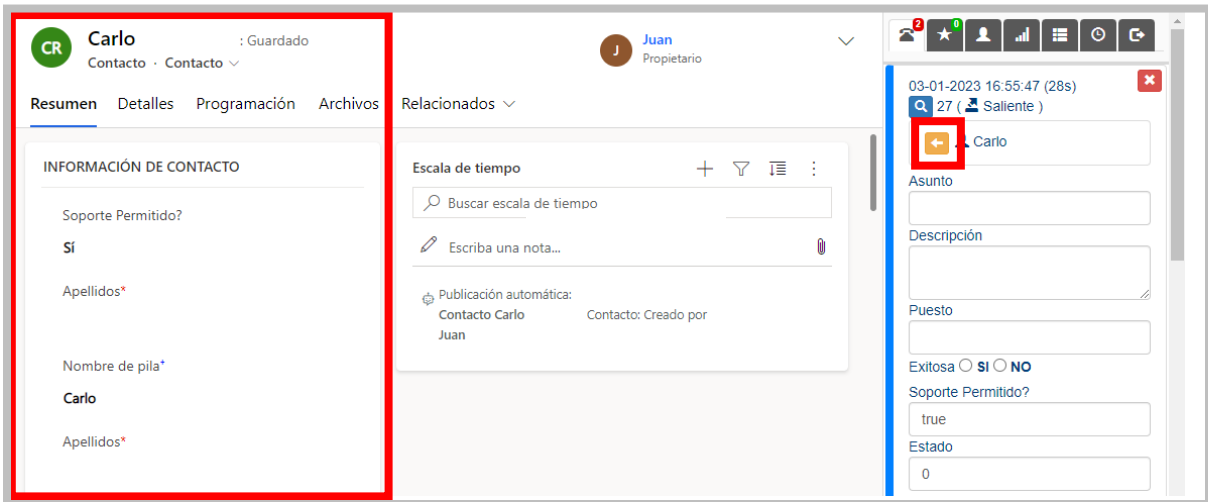 CR
Carlo : Guardado
Contacto · Contacto
J
Juan
Propietario
Resumen Detalles Programación Archivos Relacionados
INFORMACIÓN DE CONTACTO
Soporte Permitido?
Sí
Apellidos*
Nombre de pila*
Carlo
Apellidos*
Escala de tiempo
Buscar escala de tiempo
Escriba una nota...
Publicación automática:
Contacto Carlo Contacto: Creado por
Juan
2 0
03-01-2023 16:55:47 (28s)
27 ( Saliente )
Carlo
Asunto
Descripción
Puesto
Exitosa SI NO
Soporte Permitido?
true
Estado
0